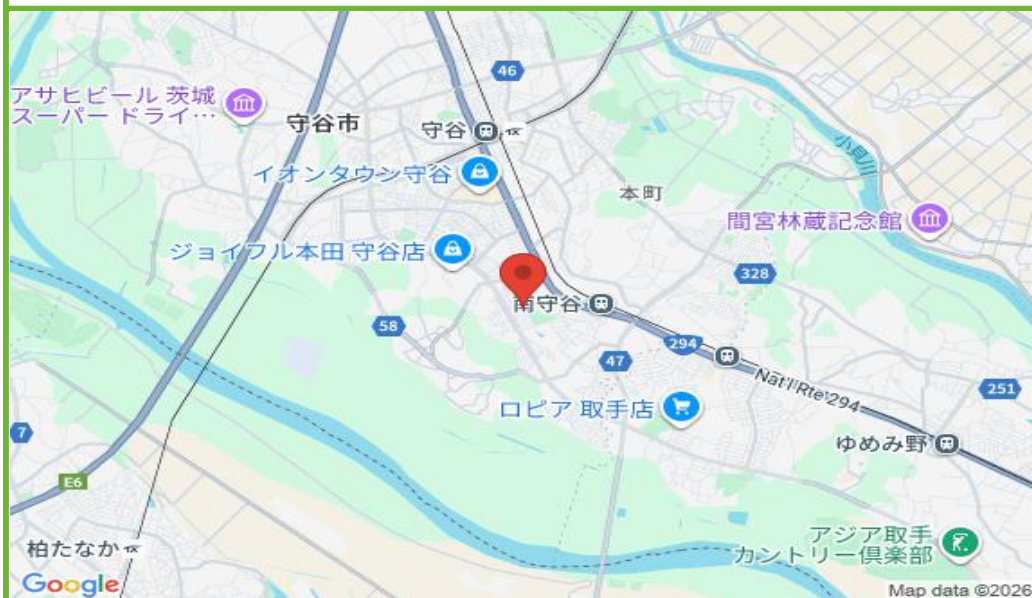 46
アサヒビール 茨城
スーパー ドライ…
守谷市
守谷
イオンタウン守谷
本町
小貝川
間宮林蔵記念館
ジョイフル本田 守谷店
328
南守谷
58
294
47
Nat'l Rte 294
251
ロピア 取手店
7
ゆめみ野
E6
アジア取手
カントリー倶楽部
柏たなか
Google
Map data ©2026